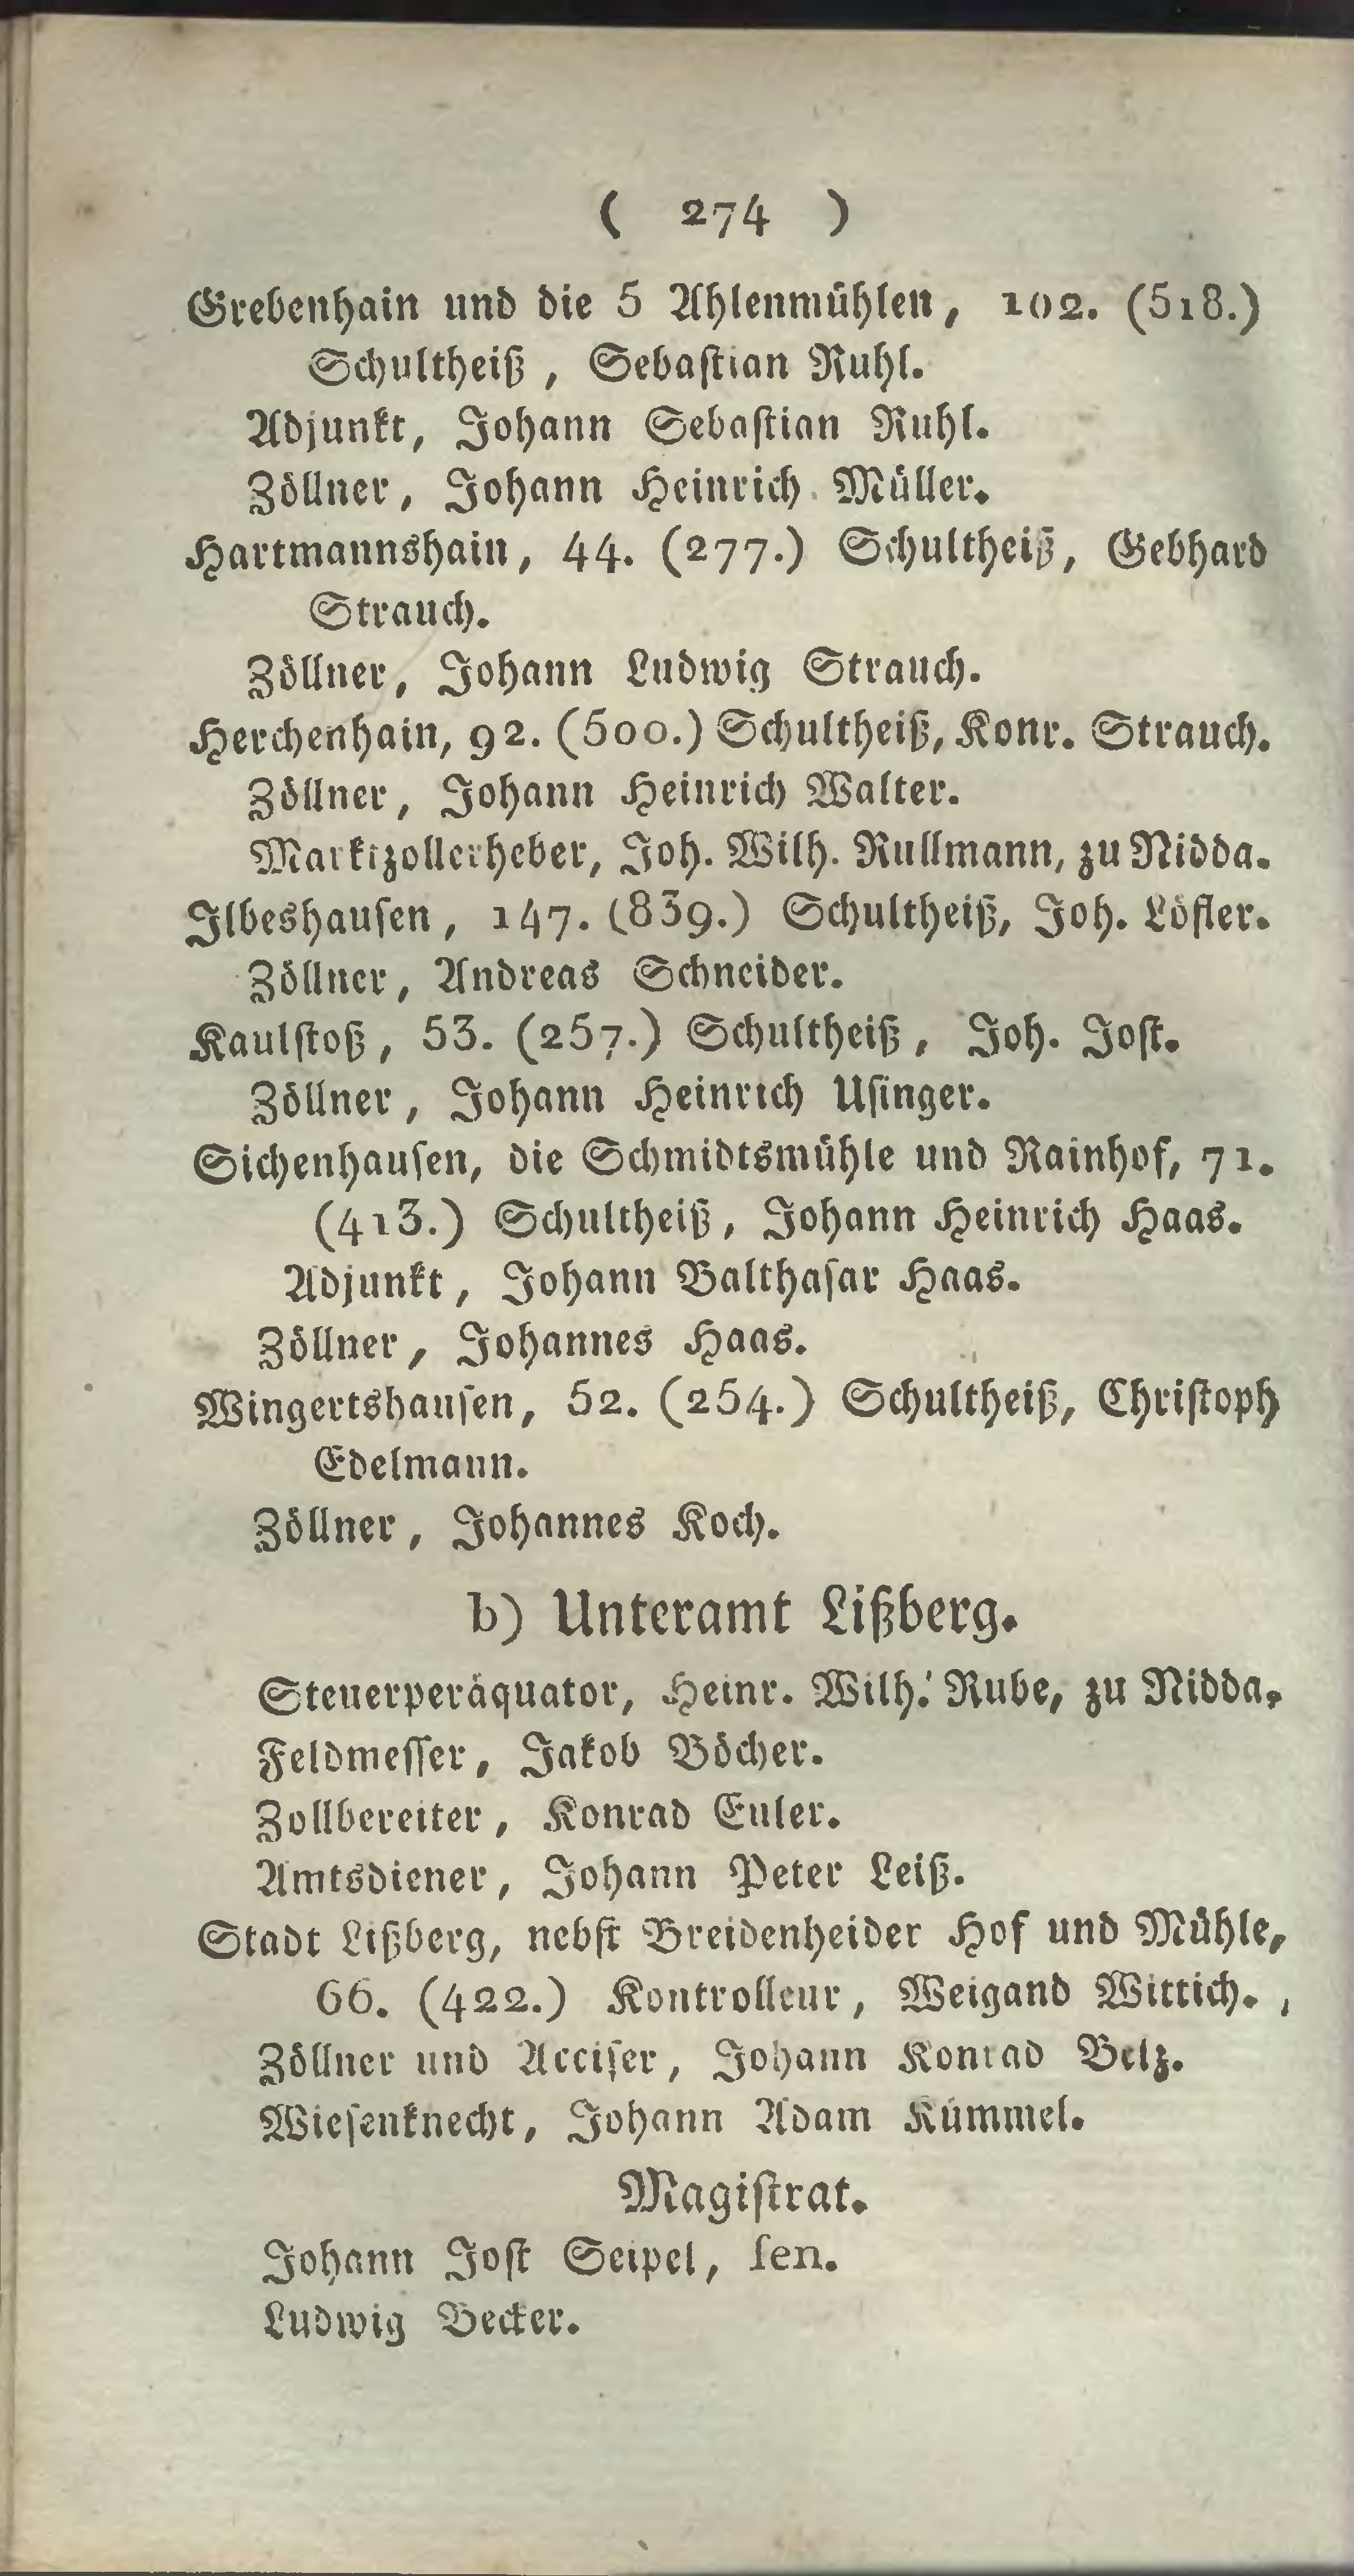 ( 274 )
Grebenhain und die 5 Ahlenmühlen, 102. (518.)
Schultheiß, Sebastian Ruhl.
Adjunkt, Johann Sebastian Ruhl.
Zöllner, Johann Heinrich Müller.
Hartmannshain, 44. (277.) Schultheiß, Gebhard
Strauch.
Zöllner, Johann Ludwig Strauch.
Herchenhain, 92. (500.) Schultheiß, Konr. Strauch.
Zöllner, Johann Heinrich Walter.
Marktzollerheber, Joh. Wilh. Rullmann, zu Nidda.
Ilbeshausen, 147. (839.) Schultheiß, Joh. Löfler.
Zöllner, Andreas Schneider.
Kaulstoß, 53. (257.) Schultheiß, Joh. Jost.
Zöllner, Johann Heinrich Usinger.
Sichenhausen, die Schmidtsmühle und Rainhof, 71.
(413.) Schultheiß, Johann Heinrich Haas.
Adjunkt, Johann Balthasar Haas.
Zöllner, Johannes Haas.
Wingertshausen, 52. (254.) Schultheiß, Christoph
Edelmann.
Zöllner, Johannes Koch.
b) Unteramt Lißberg.
Steuerperäquator, Heinr. Wilh. Rube, zu Nidda.
Feldmesser, Jakob Böcher.
Zollbereiter, Konrad Euler.
Amtsdiener, Johann Peter Leiß.
Stadt Lißberg, nebst Breidenheider Hof und Mühle,
66. (422.) Kontrolleur, Weigand Wittich.
Zöllner und Acciser, Johann Konrad Belz.
Wiesenknecht, Johann Adam Kümmel.
Magistrat.
Johann Jost Seipel, sen.
Ludwig Becker.